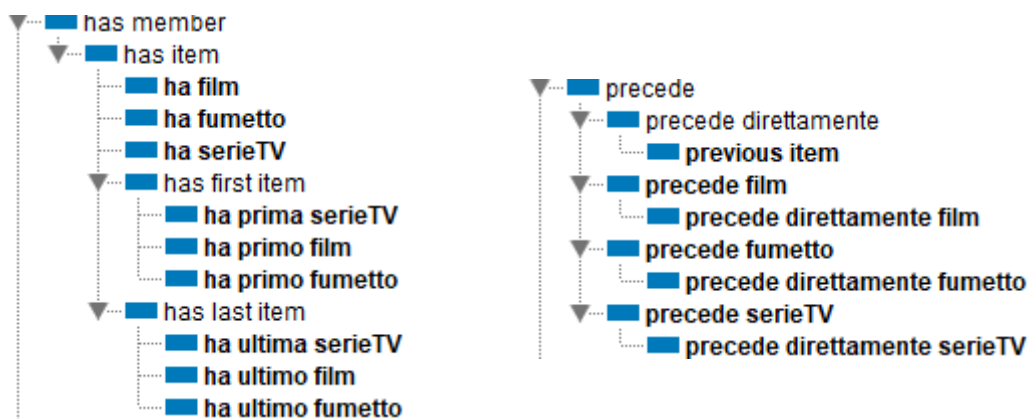 has member
has item
ha film
ha fumetto
ha serieTV
has first item
ha prima serieTV
ha primo film
ha primo fumetto
has last item
ha ultima serieTV
ha ultimo film
ha ultimo fumetto
precede
precede direttamente
previous item
precede film
precede direttamente film
precede fumetto
precede direttamente fumetto
precede serieTV
precede direttamente serieTV